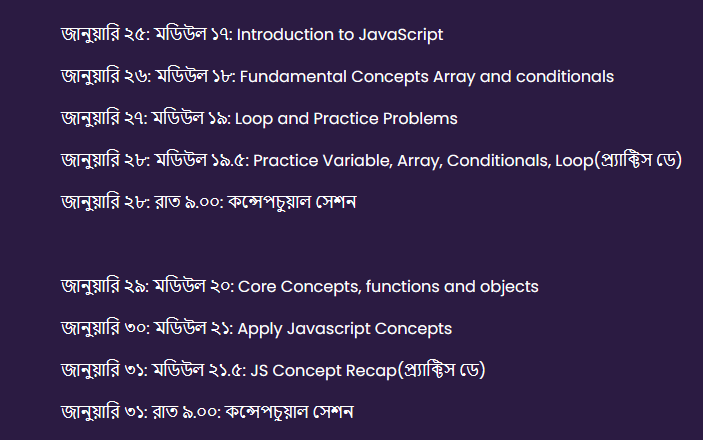 জানুয়ারি ২৫: মডিউল ১৭: Introduction to JavaScript
জানুয়ারি ২৬: মডিউল ১৮: Fundamental Concepts Array and conditionals
জানুয়ারি ২৭: মডিউল ১৯: Loop and Practice Problems
জানুয়ারি ২৮: মডিউল ১৯.৫: Practice Variable, Array, Conditionals, Loop(প্র্যাক্টিস ডে)
জানুয়ারি ২৮: রাত ৯.০০: কন্সেপচুয়াল সেশন
জানুয়ারি ২৯: মডিউল ২০: Core Concepts, functions and objects
জানুয়ারি ৩০: মডিউল ২১: Apply Javascript Concepts
জানুয়ারি ৩১: মডিউল ২১.৫: JS Concept Recap(প্র্যাক্টিস ডে)
জানুয়ারি ৩১: রাত ৯.০০: কন্সেপচুয়াল সেশন